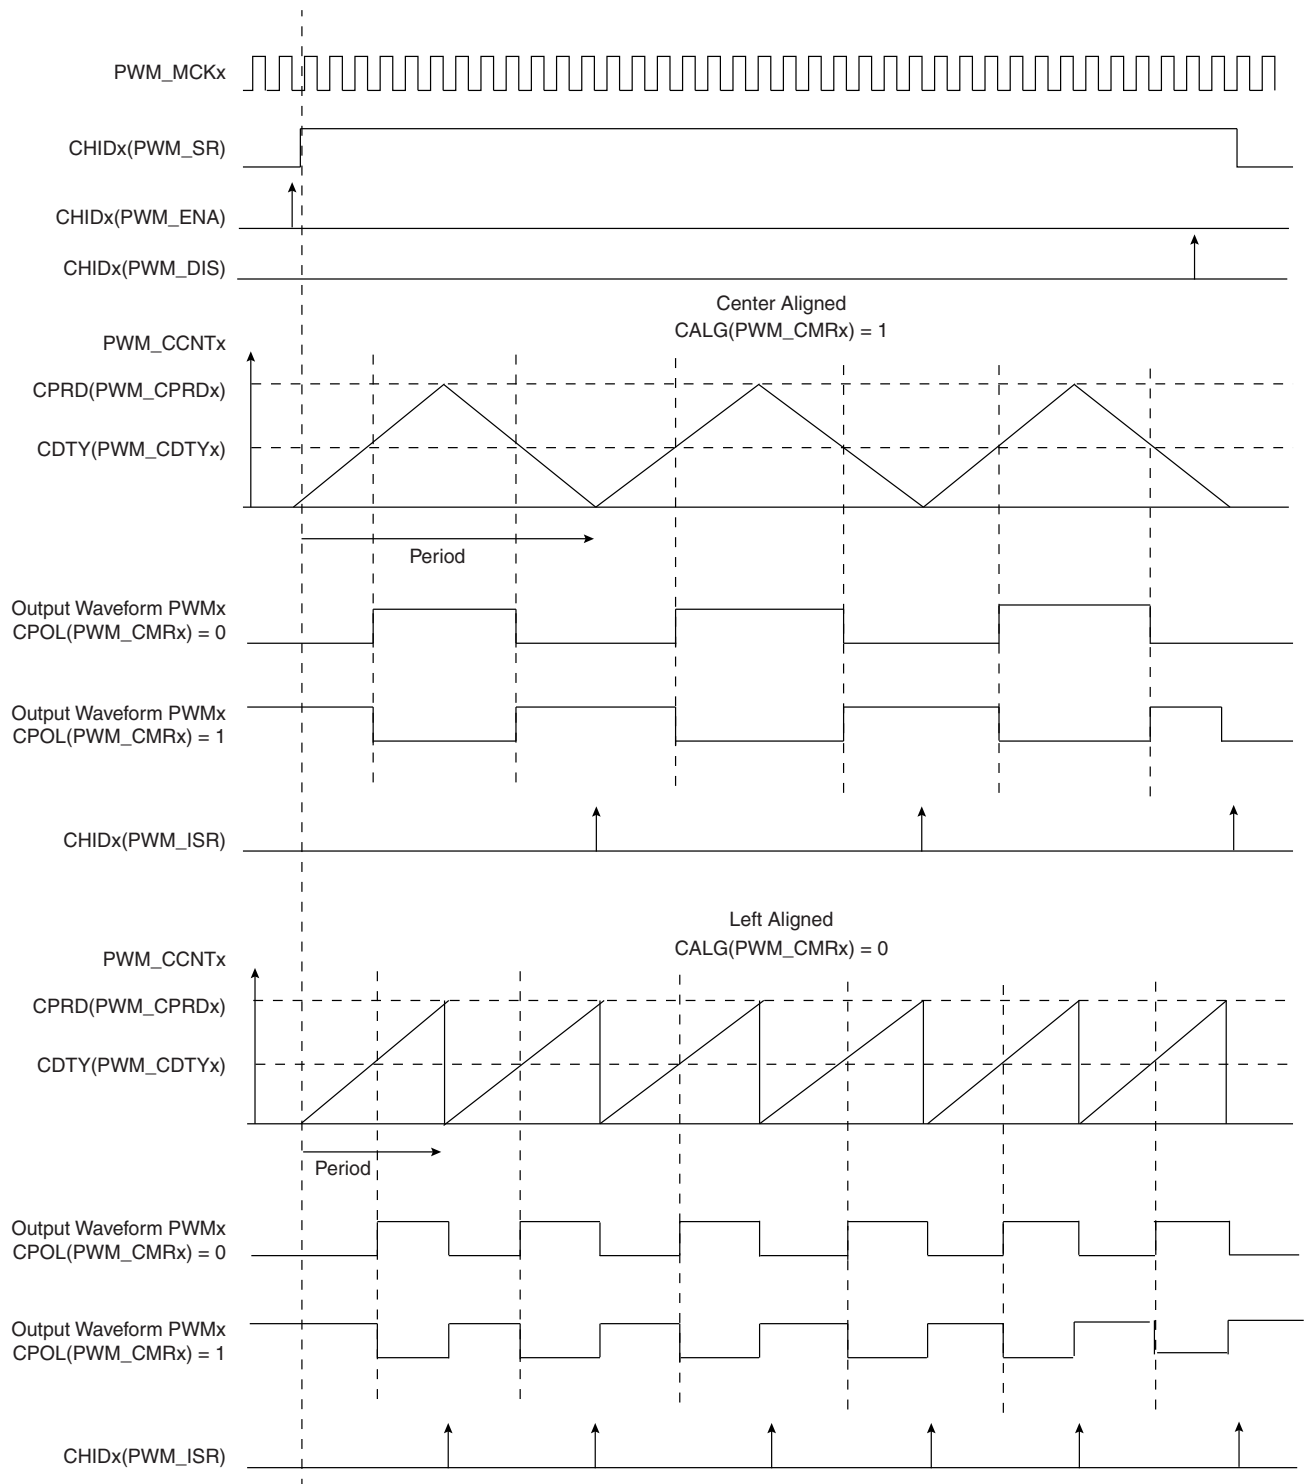 PWM_MCKx
CHIDx(PWM_SR)
CHIDx(PWM_ENA)
CHIDx(PWM_DIS)
Center Aligned
CALG(PWM_CMRx) = 1
PWM_CCNTx
CPRD(PWM_CPRDx)
CDTY(PWM_CDTYx)
Period
Output Waveform PWMx
CPOL(PWM_CMRx) = 0
Output Waveform PWMx
CPOL(PWM_CMRx) = 1
CHIDx(PWM_ISR)
Left Aligned
CALG(PWM_CMRx) = 0
PWM_CCNTx
CPRD(PWM_CPRDx)
CDTY(PWM_CDTYx)
Period
Output Waveform PWMx
CPOL(PWM_CMRx) = 0
Output Waveform PWMx
CPOL(PWM_CMRx) = 1
CHIDx(PWM_ISR)